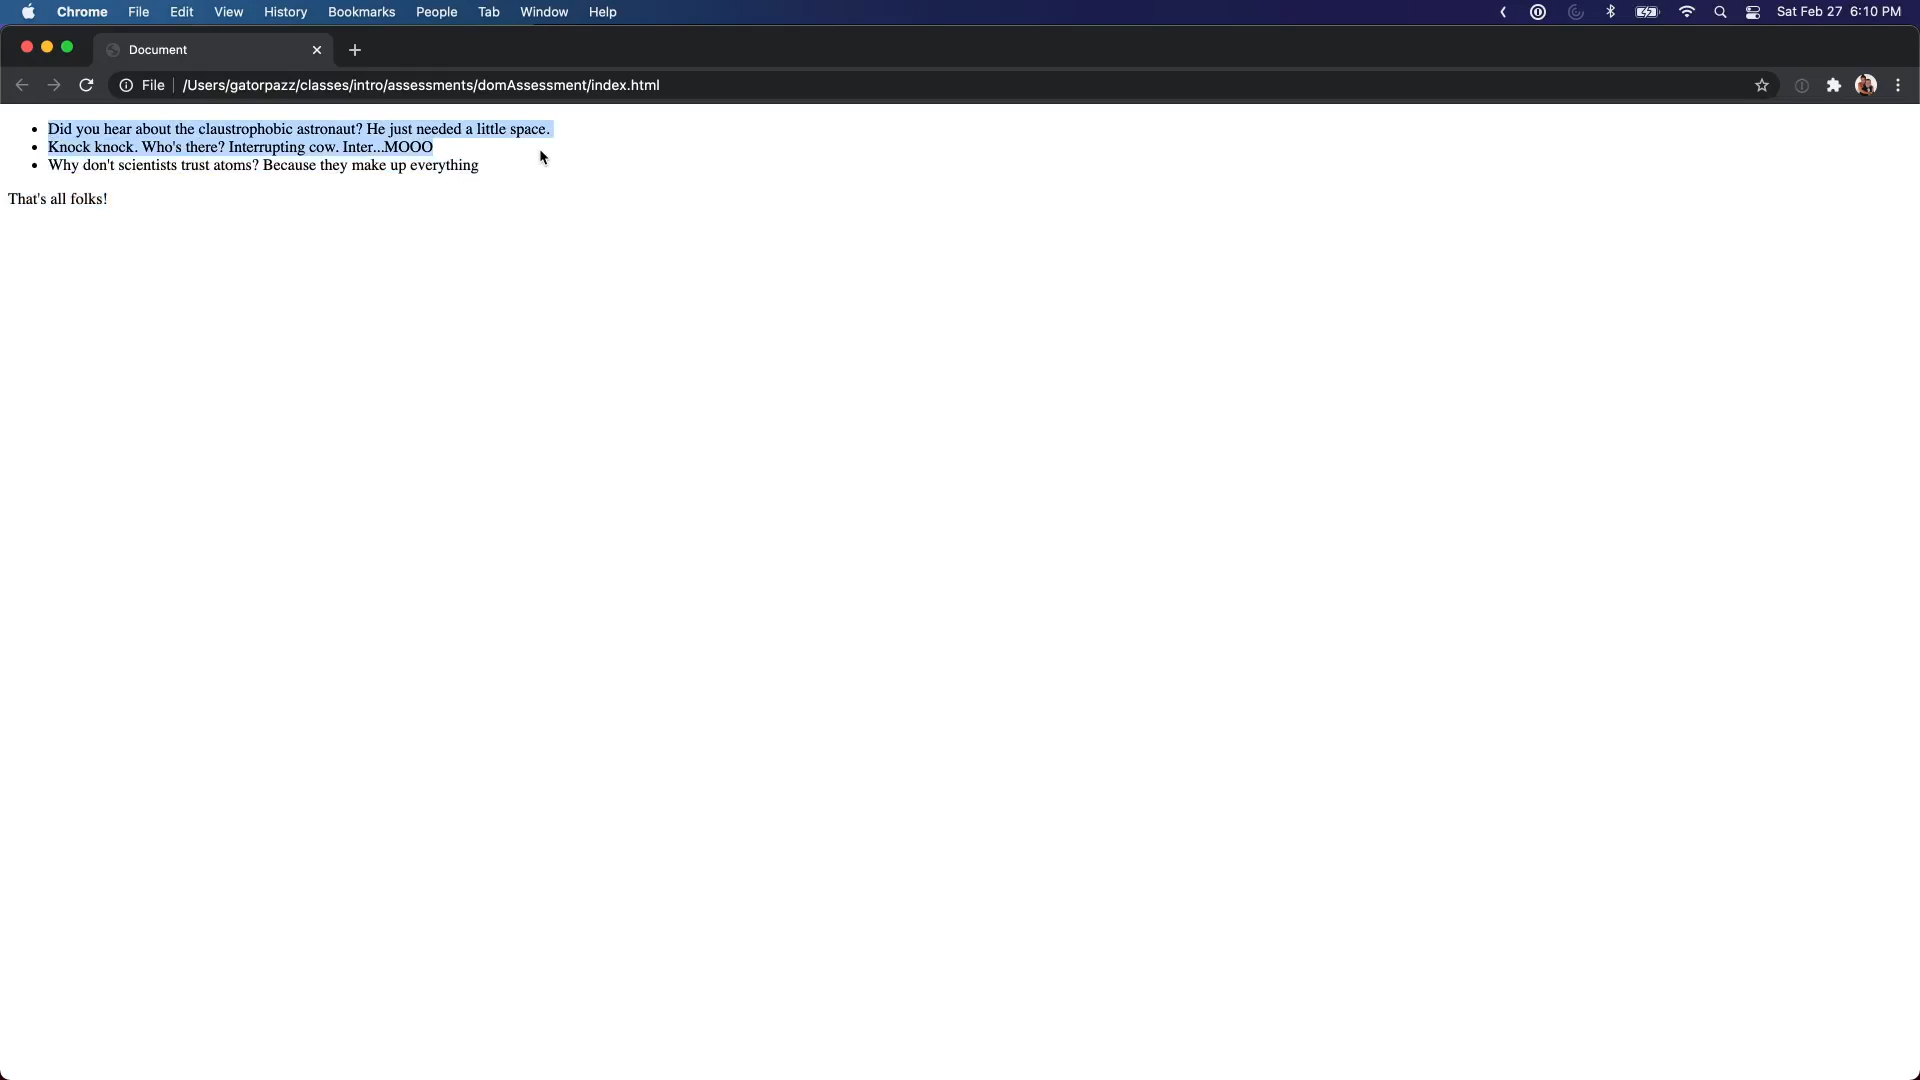 Chrome File Edit View History Bookmarks People Tab Window Help Sat Feb 27 6:10 PM
Document
File /Users/gatorpazz/classes/intro/assessments/domAssessment/index.html
Did you hear about the claustrophobic astronaut? He just needed a little space.
Knock knock. Who's there? Interrupting cow. Inter...MOOO
Why don't scientists trust atoms? Because they make up everything
That's all folks!